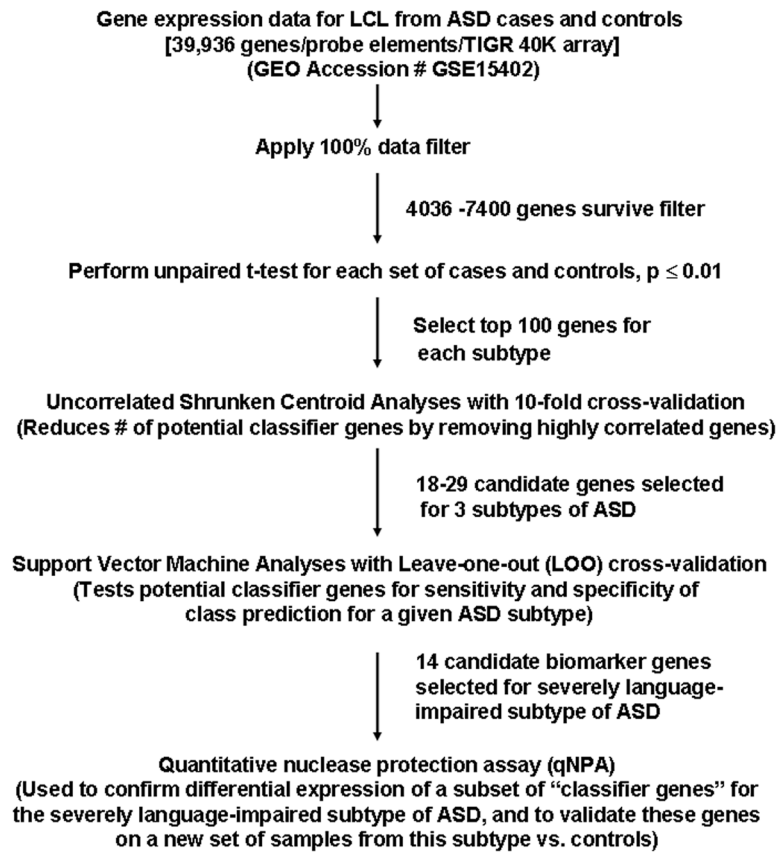 Gene expression data for LCL from ASD cases and controls
[39,936 genes/probe elements/TIGR 40K array]
(GEO Accession # GSE15402)
Apply 100% data filter
4036 -7400 genes survive filter
Perform unpaired t-test for each set of cases and controls, p ≤ 0.01
Select top 100 genes for
each subtype
Uncorrelated Shrunken Centroid Analyses with 10-fold cross-validation
(Reduces # of potential classifier genes by removing highly correlated genes)
18-29 candidate genes selected
for 3 subtypes of ASD
Support Vector Machine Analyses with Leave-one-out (LOO) cross-validation
(Tests potential classifier genes for sensitivity and specificity of
class prediction for a given ASD subtype)
14 candidate biomarker genes
selected for severely language-
impaired subtype of ASD
Quantitative nuclease protection assay (qNPA)
(Used to confirm differential expression of a subset of “classifier genes” for
the severely language-impaired subtype of ASD, and to validate these genes
on a new set of samples from this subtype vs. controls)